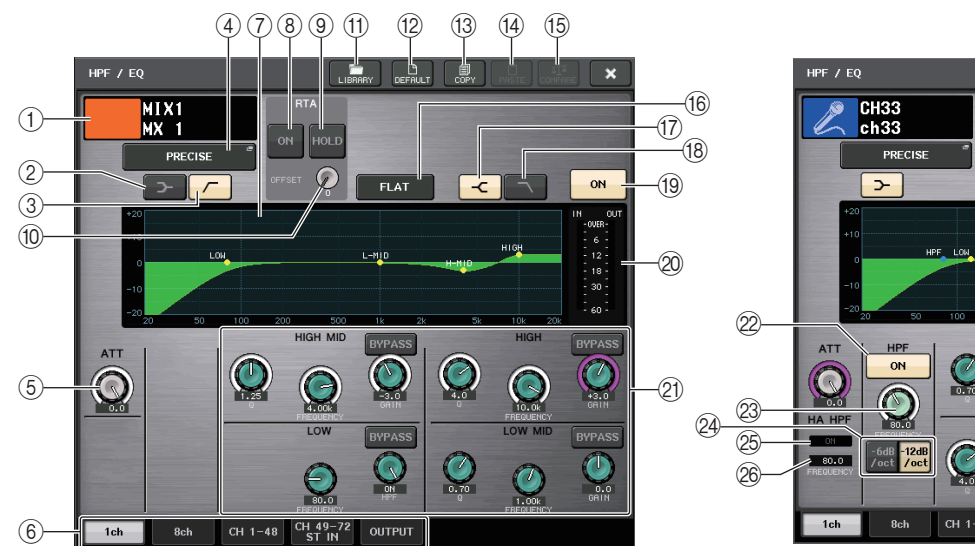 ④ ⑦ ⑧ ⑨ ⑪ ⑫ ⑬ ⑭ ⑮
HPF / EQ
LIBRARY DEFAULT COPY PASTE COMPARE ×
① MIX1
MX 1
RTA
ON HOLD
OFFSET
0
PRECISE
②
③
⑩
FLAT
⑯
⑰
⑱
ON ⑲
+20
+10
0
-10
-20
20 50 100 200 500 1k 2k 5k 10k 20k
LOW L-MID H-MID HIGH
IN OUT
OVER
6
12
18
30
60
⑳
ATT
⑤ 0.0
HIGH MID BYPASS
1.25
Q
4.00k
FREQUENCY
-3.0
GAIN
HIGH BYPASS
4.0
Q
10.0k
FREQUENCY
+3.0
GAIN
㉑
LOW BYPASS
80.0
FREQUENCY
ON
HPF
LOW MID BYPASS
0.70
Q
1.00k
FREQUENCY
0.0
GAIN
⑥ 1ch 8ch CH 1-48 CH 49-72
ST IN OUTPUT
HPF / EQ
CH33
ch33
PRECISE
+20
+10
0
-10
-20
20 50 100
HPF LOW
㉒
ATT
0.0
HPF
ON
㉓ 80.0
FREQUENCY
0.70
㉔ -6dB
/oct -12dB
/oct
HA HPF
㉕ ON
㉖ 80.0
FREQUENCY
4.0
1ch 8ch CH 1-